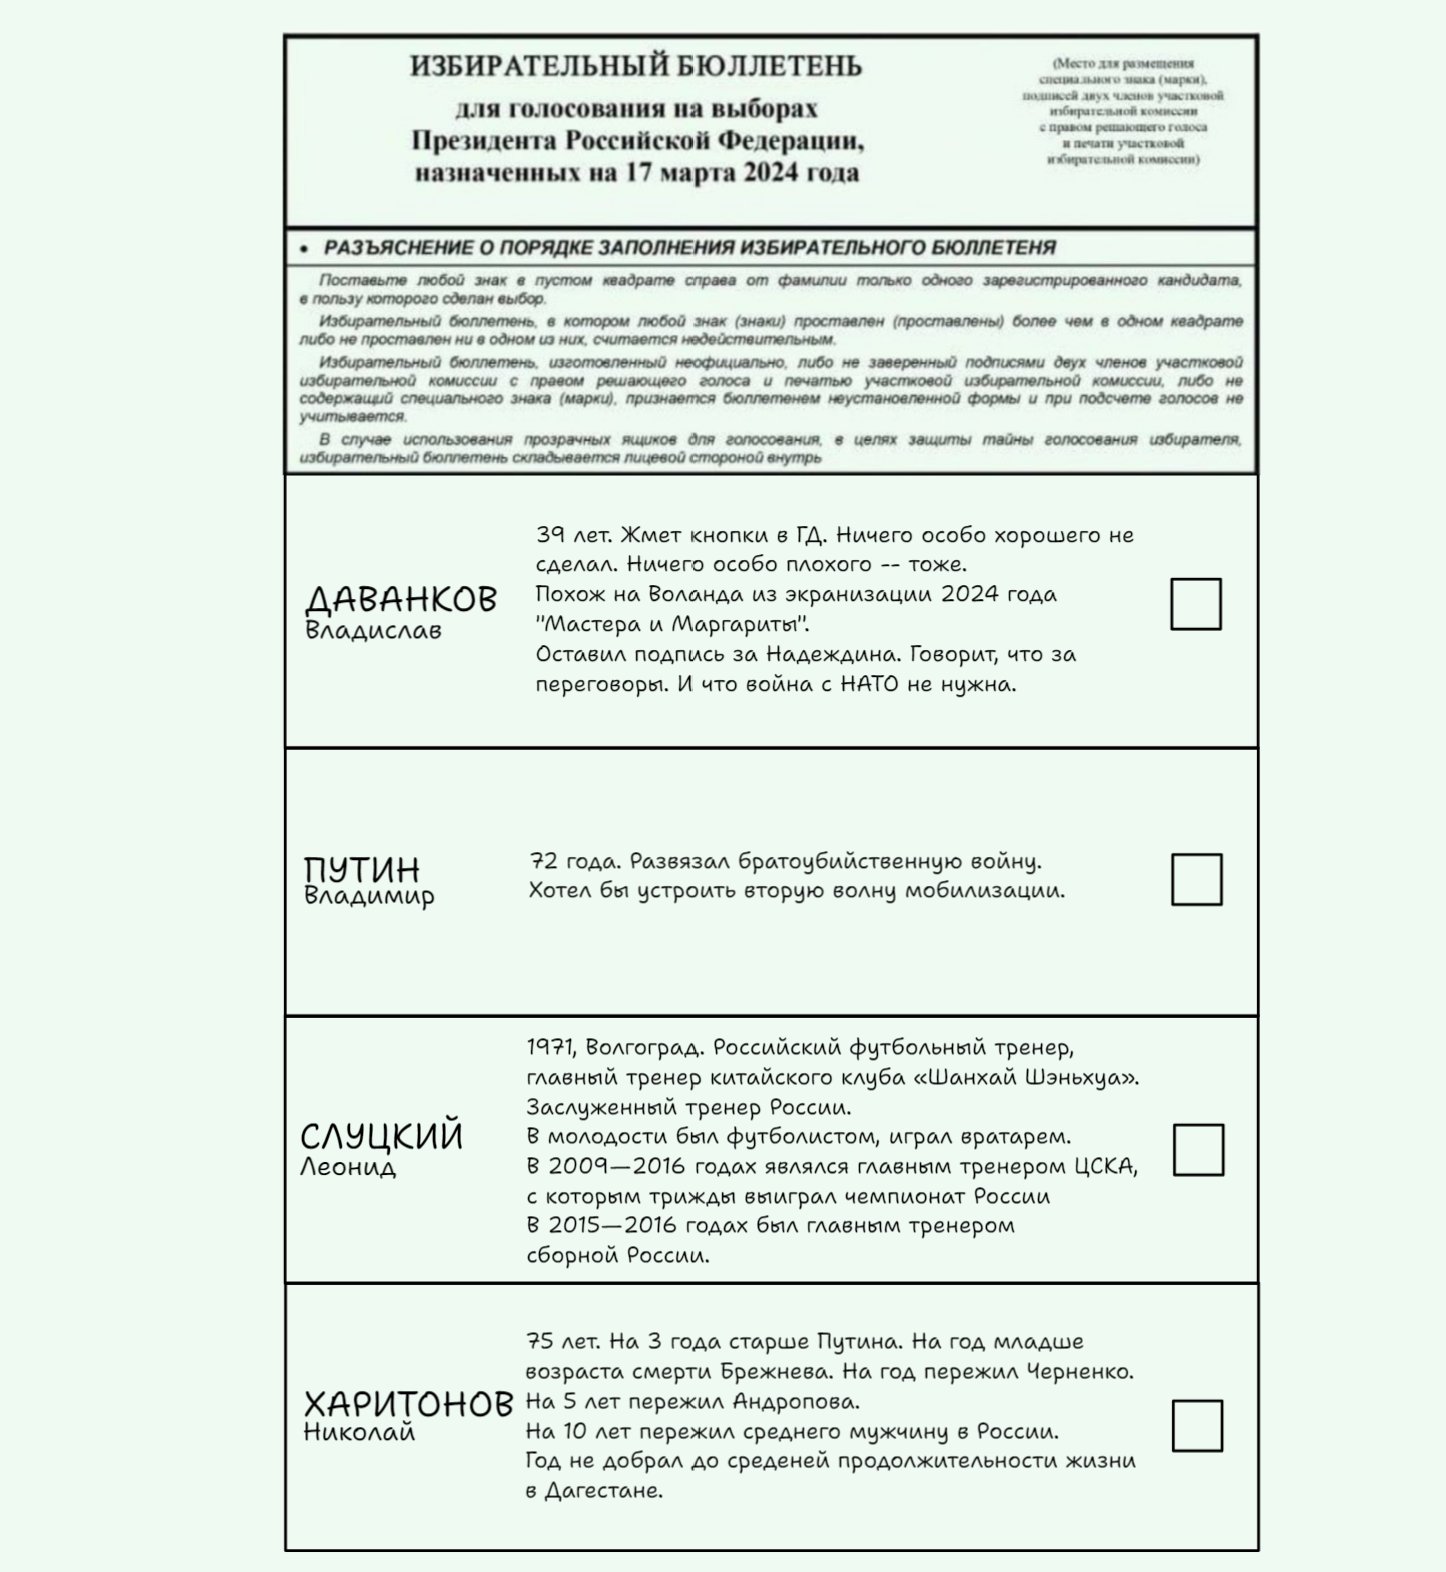 ИЗБИРАТЕЛЬНЫЙ БЮЛЛЕТЕНЬ
для голосования на выборах
Президента Российской Федерации,
назначенных на 17 марта 2024 года
(Место для размещения
специального знака (марки),
подписей двух членов участковой
избирательной комиссии
с правом решающего голоса
и печати участковой
избирательной комиссии)
• РАЗЪЯСНЕНИЕ О ПОРЯДКЕ ЗАПОЛНЕНИЯ ИЗБИРАТЕЛЬНОГО БЮЛЛЕТЕНЯ
Поставьте любой знак в пустом квадрате справа от фамилии только одного зарегистрированного кандидата,
в пользу которого сделан выбор.
Избирательный бюллетень, в котором любой знак (знаки) проставлен (проставлены) более чем в одном квадрате
либо не проставлен ни в одном из них, считается недействительным.
Избирательный бюллетень, изготовленный неофициально, либо не заверенный подписями двух членов участковой
избирательной комиссии с правом решающего голоса и печатью участковой избирательной комиссии, либо не
содержащий специального знака (марки), признается бюллетенем неустановленной формы и при подсчете голосов не
учитывается.
В случае использования прозрачных ящиков для голосования, в целях защиты тайны голосования избирателя,
избирательный бюллетень складывается лицевой стороной внутрь
ДАВАНКОВ
Владислав
39 лет. Жмет кнопки в ГД. Ничего особо хорошего не
сделал. Ничего особо плохого -- тоже.
Похож на Воланда из экранизации 2024 года
"Мастера и Маргариты".
Оставил подпись за Надеждина. Говорит, что за
переговоры. И что война с НАТО не нужна.
ПУТИН
Владимир
72 года. Развязал братоубийственную войну.
Хотел бы устроить вторую волну мобилизации.
СЛУЦКИЙ
Леонид
1971, Волгоград. Российский футбольный тренер,
главный тренер китайского клуба «Шанхай Шэньхуа».
Заслуженный тренер России.
В молодости был футболистом, играл вратарем.
В 2009—2016 годах являлся главным тренером ЦСКА,
с которым трижды выиграл чемпионат России
В 2015—2016 годах был главным тренером
сборной России.
ХАРИТОНОВ
Николай
75 лет. На 3 года старше Путина. На год младше
возраста смерти Брежнева. На год пережил Черненко.
На 5 лет пережил Андропова.
На 10 лет пережил среднего мужчину в России.
Год не добрал до среденей продолжительности жизни
в Дагестане.